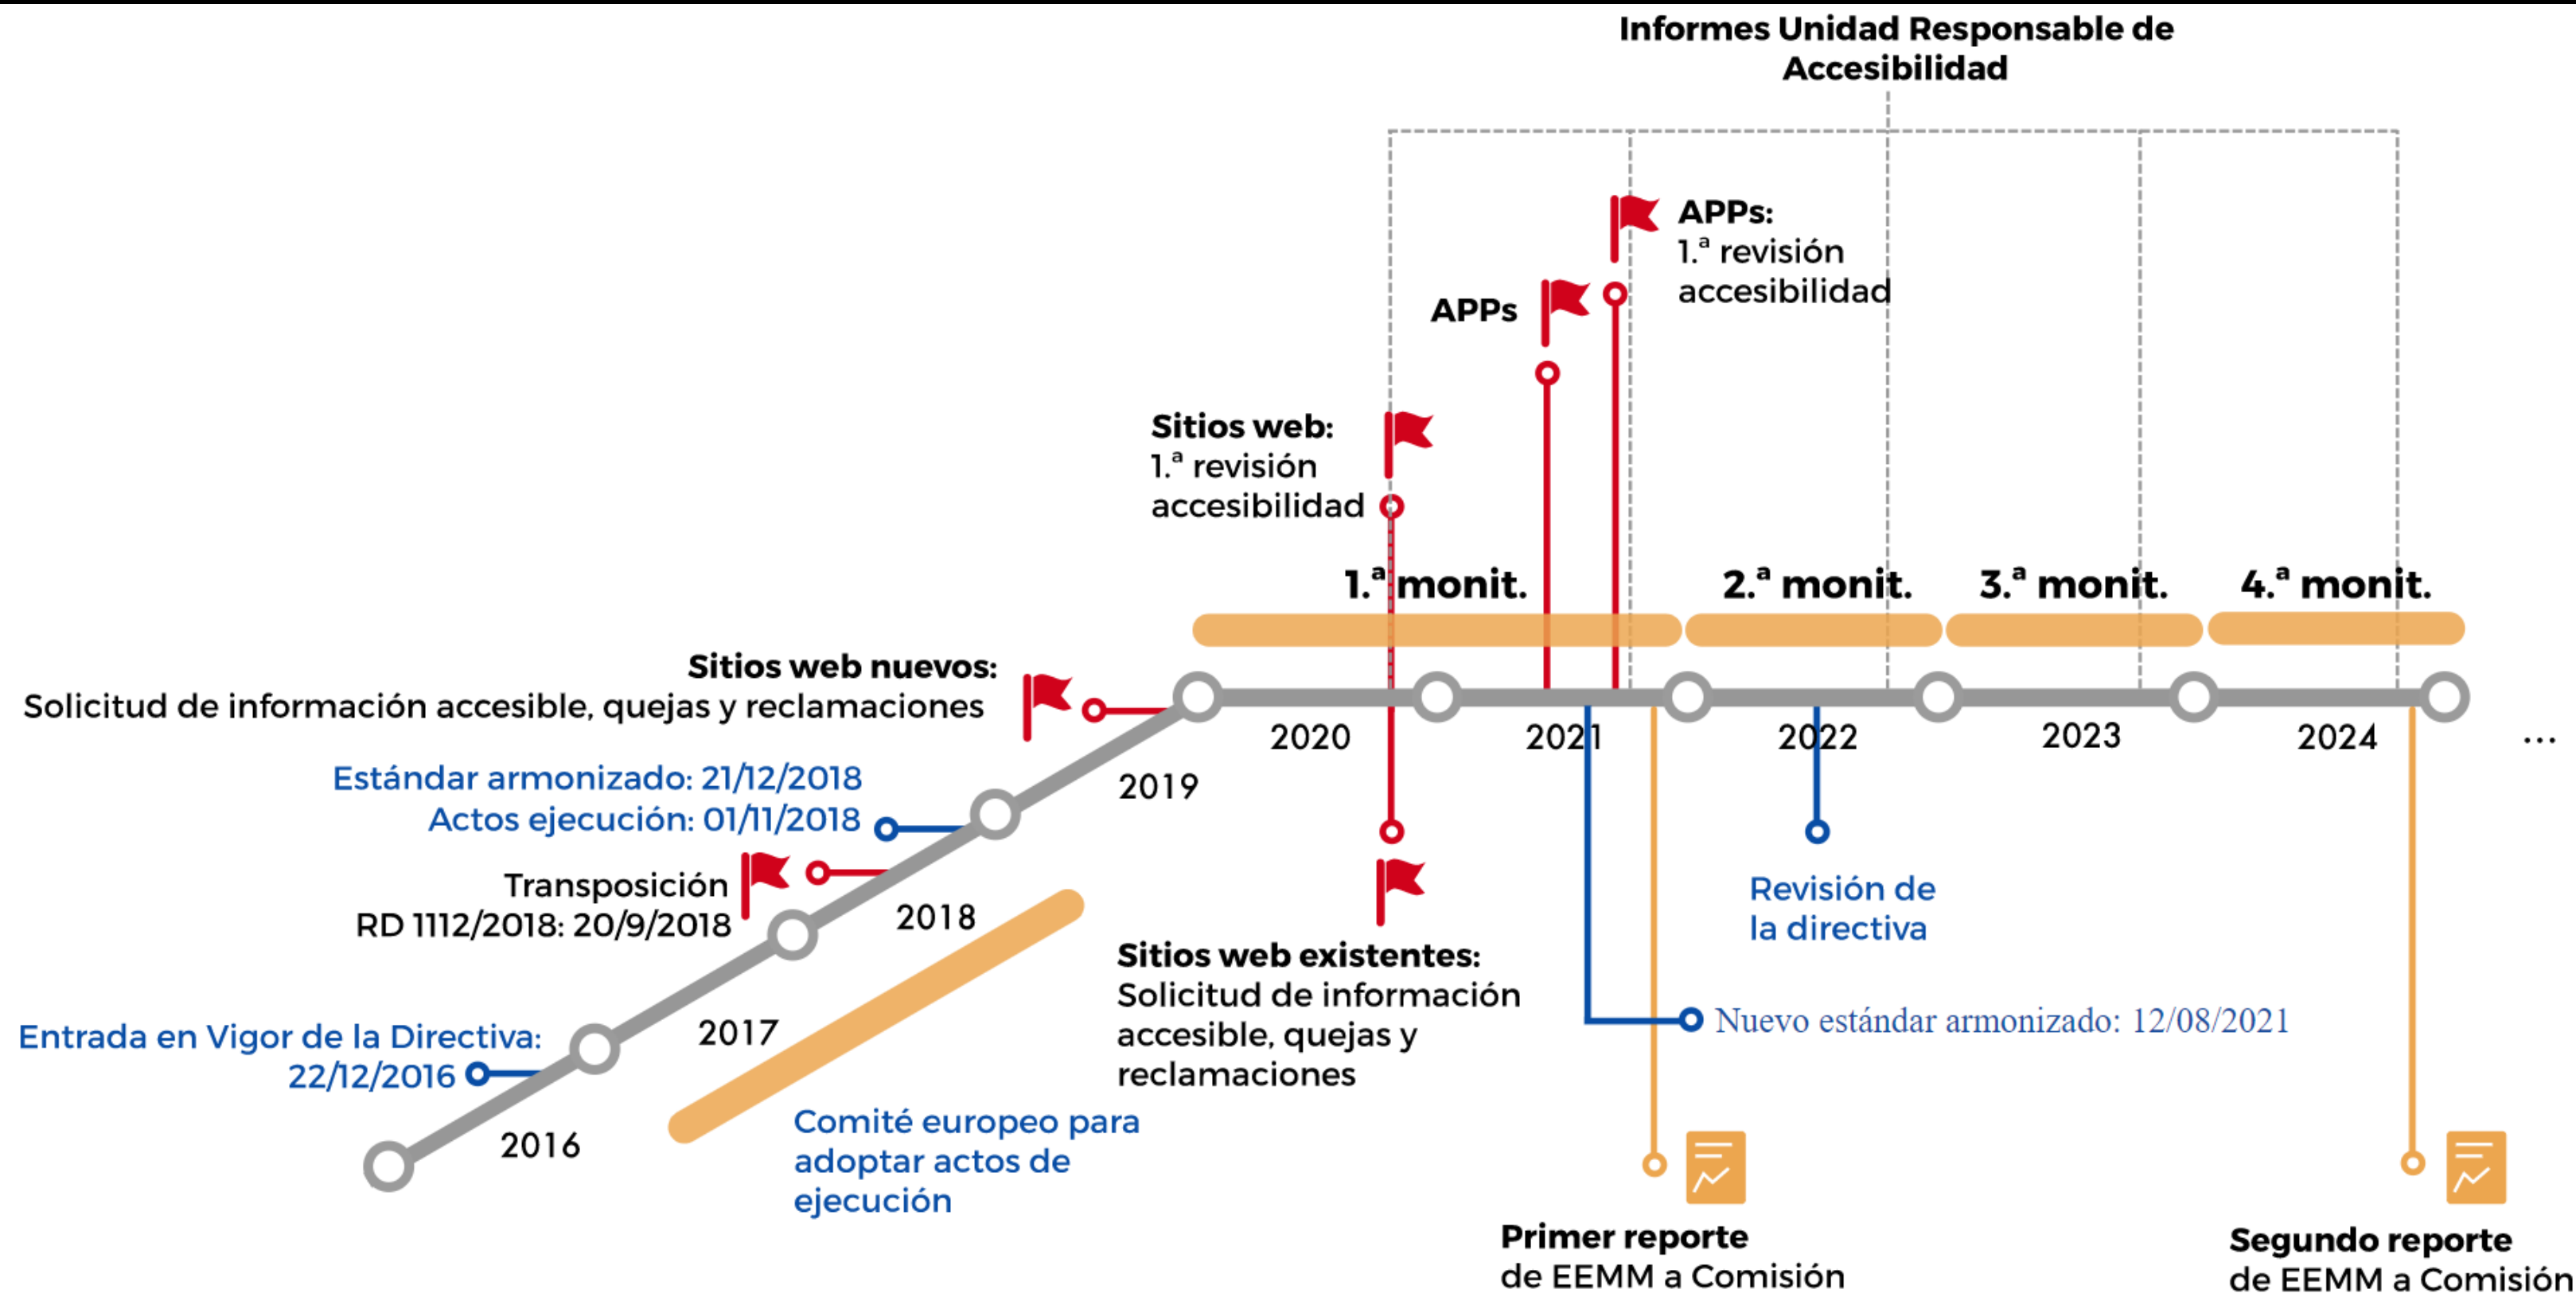 Informes Unidad Responsable de
Accesibilidad
APPs:
1.ª revisión
accesibilidad
APPs
Sitios web:
1.ª revisión
accesibilidad
1.ª monit.
2.ª monit.
3.ª monit.
4.ª monit.
Sitios web nuevos:
Solicitud de información accesible, quejas y reclamaciones
2020
2021
2022
2023
2024
...
Estándar armonizado: 21/12/2018
Actos ejecución: 01/11/2018
2019
Transposición
RD 1112/2018: 20/9/2018
2018
Revisión de
la directiva
Sitios web existentes:
Solicitud de información
accesible, quejas y
reclamaciones
Nuevo estándar armonizado: 12/08/2021
Entrada en Vigor de la Directiva:
22/12/2016
2017
2016
Comité europeo para
adoptar actos de
ejecución
Primer reporte
de EEMM a Comisión
Segundo reporte
de EEMM a Comisión